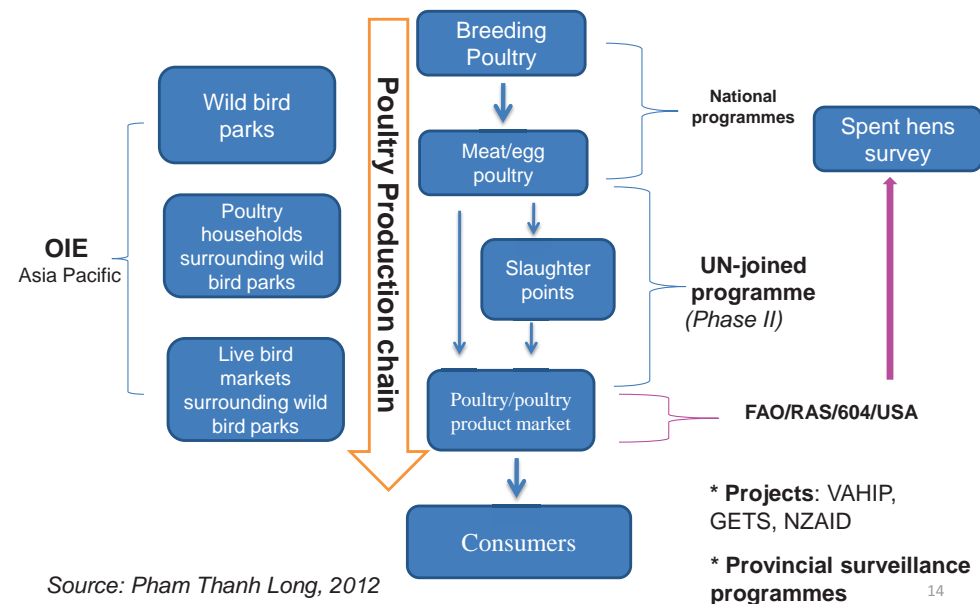 Breeding
Poultry
Poultry Production chain
Wild bird
parks
National
programmes
Spent hens
survey
Meat/egg
poultry
Poultry
households
surrounding wild
bird parks
OIE
Asia Pacific
Slaughter
points
UN-joined
programme
(Phase II)
Live bird
markets
surrounding wild
bird parks
Poultry/poultry
product market
FAO/RAS/604/USA
* Projects: VAHIP,
GETS, NZAID
Consumers
* Provincial surveillance
programmes
Source: Pham Thanh Long, 2012
14